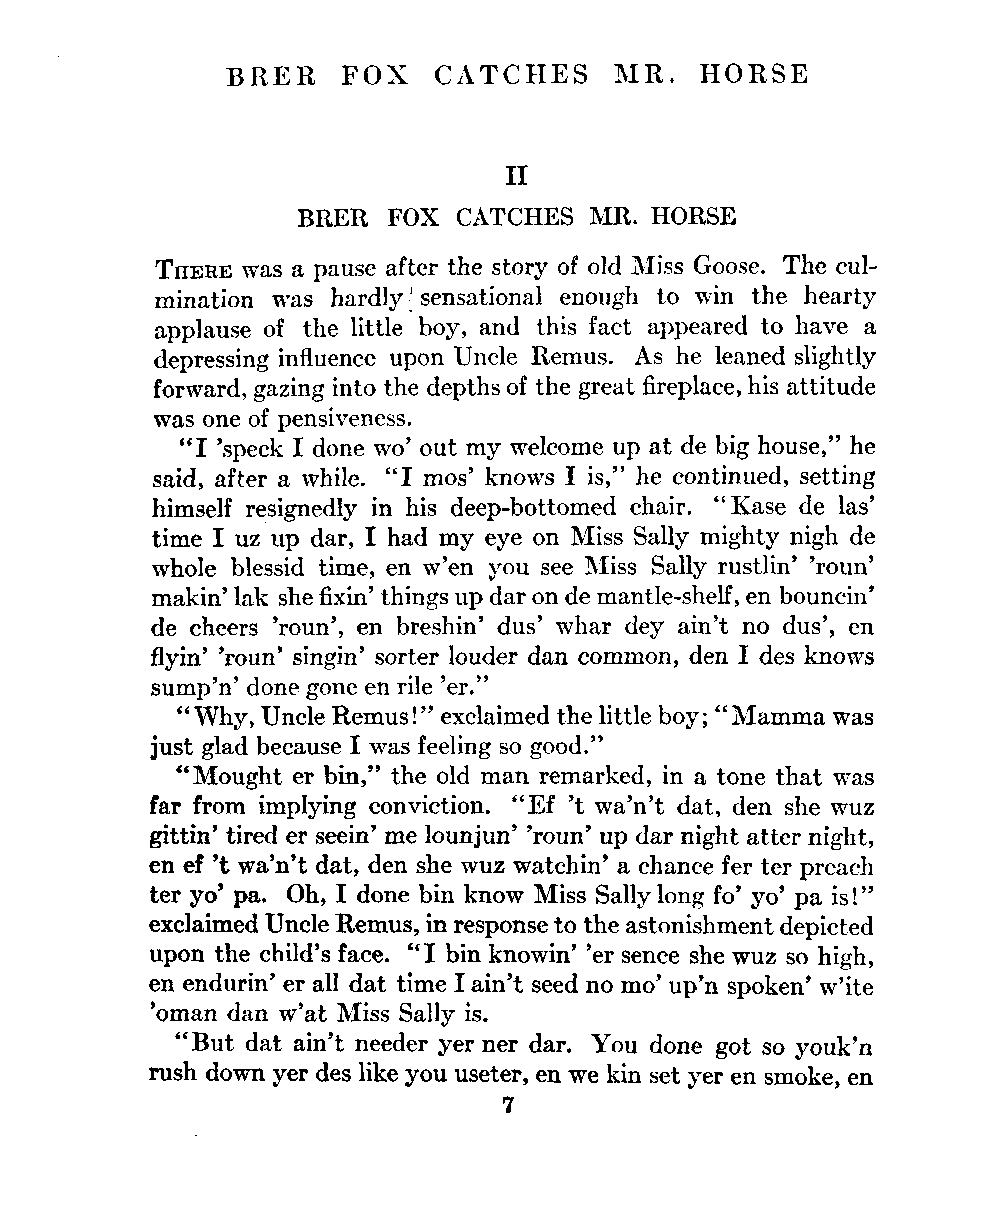 BRER FOX CATCHES MR. HORSE
II
BRER FOX CATCHES MR. HORSE
THERE was a pause after the story of old Miss Goose. The cul-
mination was hardly sensational enough to win the hearty
applause of the little boy, and this fact appeared to have a
depressing influence upon Uncle Remus. As he leaned slightly
forward, gazing into the depths of the great fireplace, his attitude
was one of pensiveness.
“I ’speck I done wo’ out my welcome up at de big house,” he
said, after a while. “I mos’ knows I is,” he continued, setting
himself resignedly in his deep-bottomed chair. “Kase de las’
time I uz up dar, I had my eye on Miss Sally mighty nigh de
whole blessid time, en w’en you see Miss Sally rustlin’ ’roun’
makin’ lak she fixin’ things up dar on de mantle-shelf, en bouncin’
de cheers ’roun’, en breshin’ dus’ whar dey ain’t no dus’, en
flyin’ ’roun’ singin’ sorter louder dan common, den I des knows
sump’n’ done gone en rile ’er.”
“Why, Uncle Remus!” exclaimed the little boy; “Mamma was
just glad because I was feeling so good.”
“Mought er bin,” the old man remarked, in a tone that was
far from implying conviction. “Ef ’t wa’n’t dat, den she wuz
gittin’ tired er seein’ me lounjun’ ’roun’ up dar night atter night,
en ef ’t wa’n’t dat, den she wuz watchin’ a chance fer ter preach
ter yo’ pa. Oh, I done bin know Miss Sally long fo’ yo’ pa is!”
exclaimed Uncle Remus, in response to the astonishment depicted
upon the child’s face. “I bin knowin’ ’er sence she wuz so high,
en endurin’ er all dat time I ain’t seed no mo’ up’n spoken’ w’ite
’oman dan w’at Miss Sally is.
“But dat ain’t needer yer ner dar. You done got so youk’n
rush down yer des like you useter, en we kin set yer en smoke, en
7